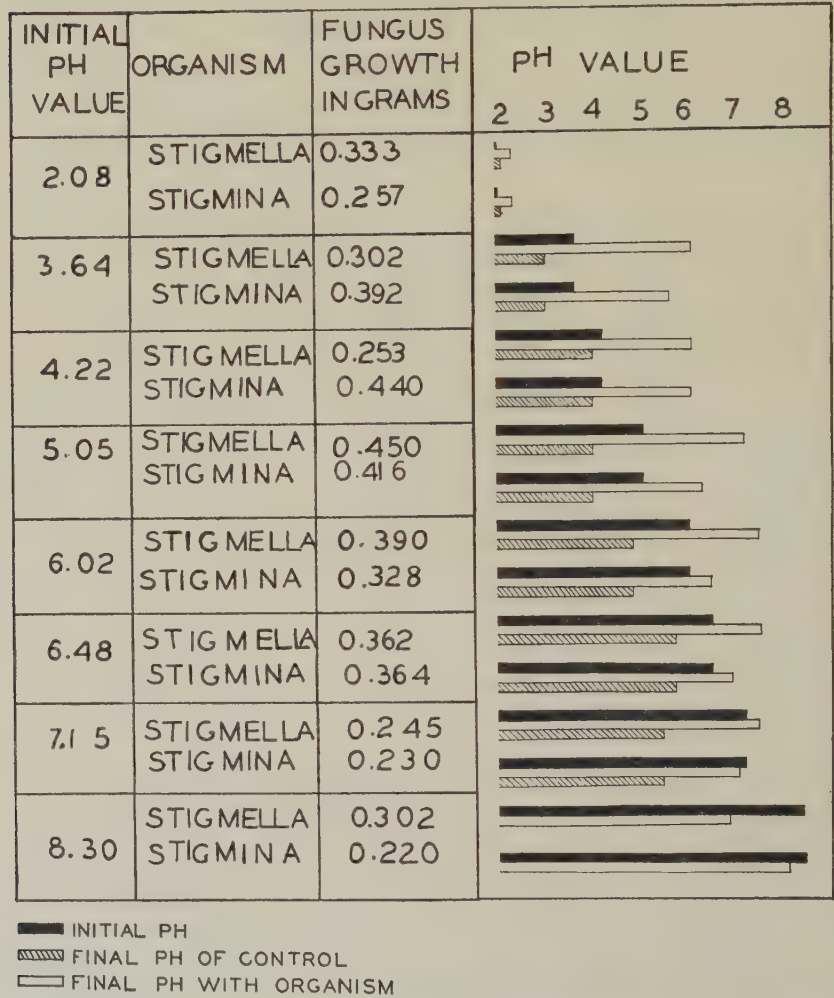 INITIAL PH VALUE ORGANISM FUNGUS GROWTH IN GRAMS PH VALUE
2 3 4 5 6 7 8
2.08 STIGMELLA 0.333
STIGMINA 0.257
3.64 STIGMELLA 0.302
STIGMINA 0.392
4.22 STIGMELLA 0.253
STIGMINA 0.440
5.05 STIGMELLA 0.450
STIGMINA 0.416
6.02 STIGMELLA 0.390
STIGMINA 0.328
6.48 STIGMELLA 0.362
STIGMINA 0.364
7.15 STIGMELLA 0.245
STIGMINA 0.230
8.30 STIGMELLA 0.302
STIGMINA 0.220
INITIAL PH
FINAL PH OF CONTROL
FINAL PH WITH ORGANISM